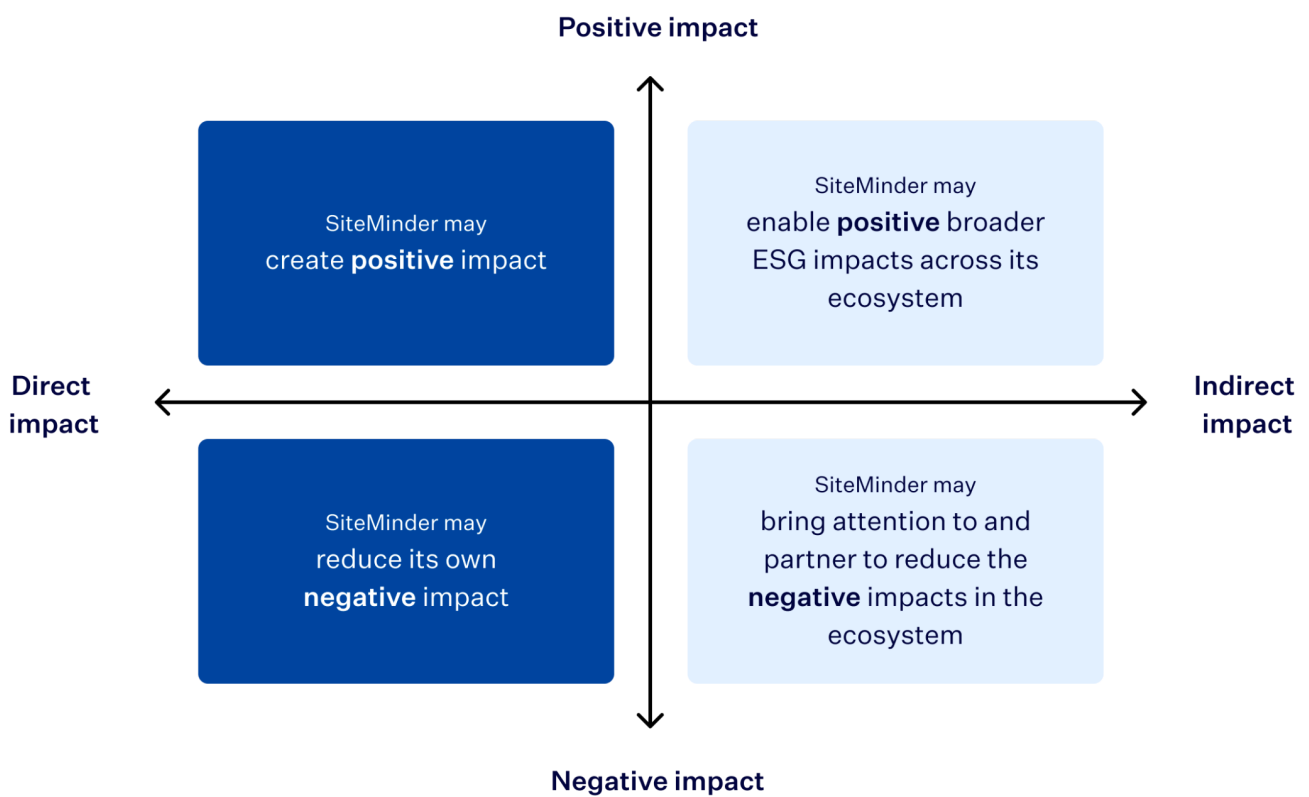 Positive impact
SiteMinder may
create positive impact
SiteMinder may
enable positive broader
ESG impacts across its
ecosystem
Direct
impact
Indirect
impact
SiteMinder may
reduce its own
negative impact
SiteMinder may
bring attention to and
partner to reduce the
negative impacts in the
ecosystem
Negative impact